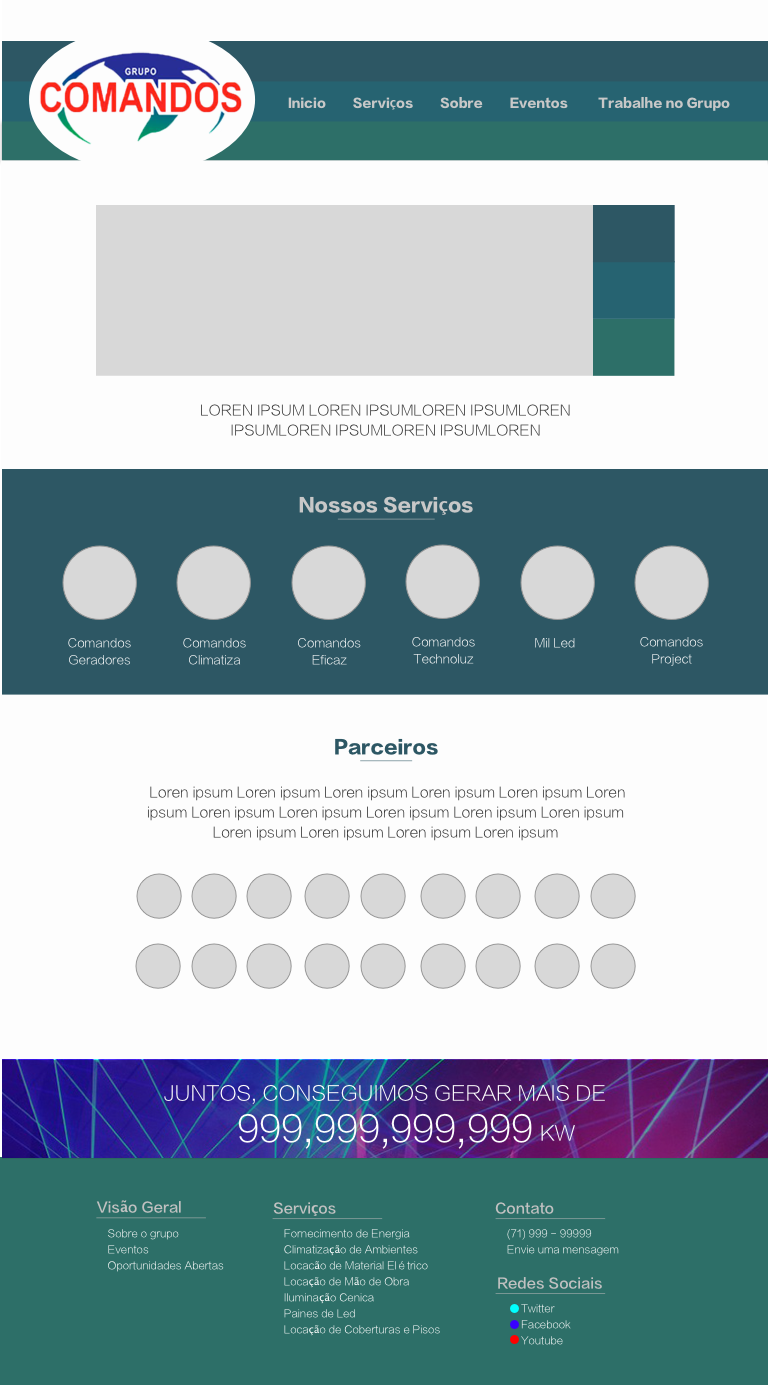 GRUPO
COMANDOS
Inicio Serviços Sobre Eventos Trabalhe no Grupo
LOREN IPSUM LOREN IPSUMLOREN IPSUMLOREN
IPSUMLOREN IPSUMLOREN IPSUMLOREN
Nossos Serviços
Comandos
Geradores
Comandos
Climatiza
Comandos
Eficaz
Comandos
Technoluz
Mil Led
Comandos
Project
Parceiros
Loren ipsum Loren ipsum Loren ipsum Loren ipsum Loren ipsum Loren
ipsum Loren ipsum Loren ipsum Loren ipsum Loren ipsum Loren ipsum
Loren ipsum Loren ipsum Loren ipsum Loren ipsum
JUNTOS, CONSEGUIMOS GERAR MAIS DE
999,999,999,999 KW
Visão Geral
Sobre o grupo
Eventos
Oportunidades Abertas
Serviços
Fornecimento de Energia
Climatização de Ambientes
Locacão de Material Elé trico
Locação de Mão de Obra
Iluminação Cenica
Paines de Led
Locação de Coberturas e Pisos
Contato
(71) 999 - 99999
Envie uma mensagem
Redes Sociais
Twitter
Facebook
Youtube